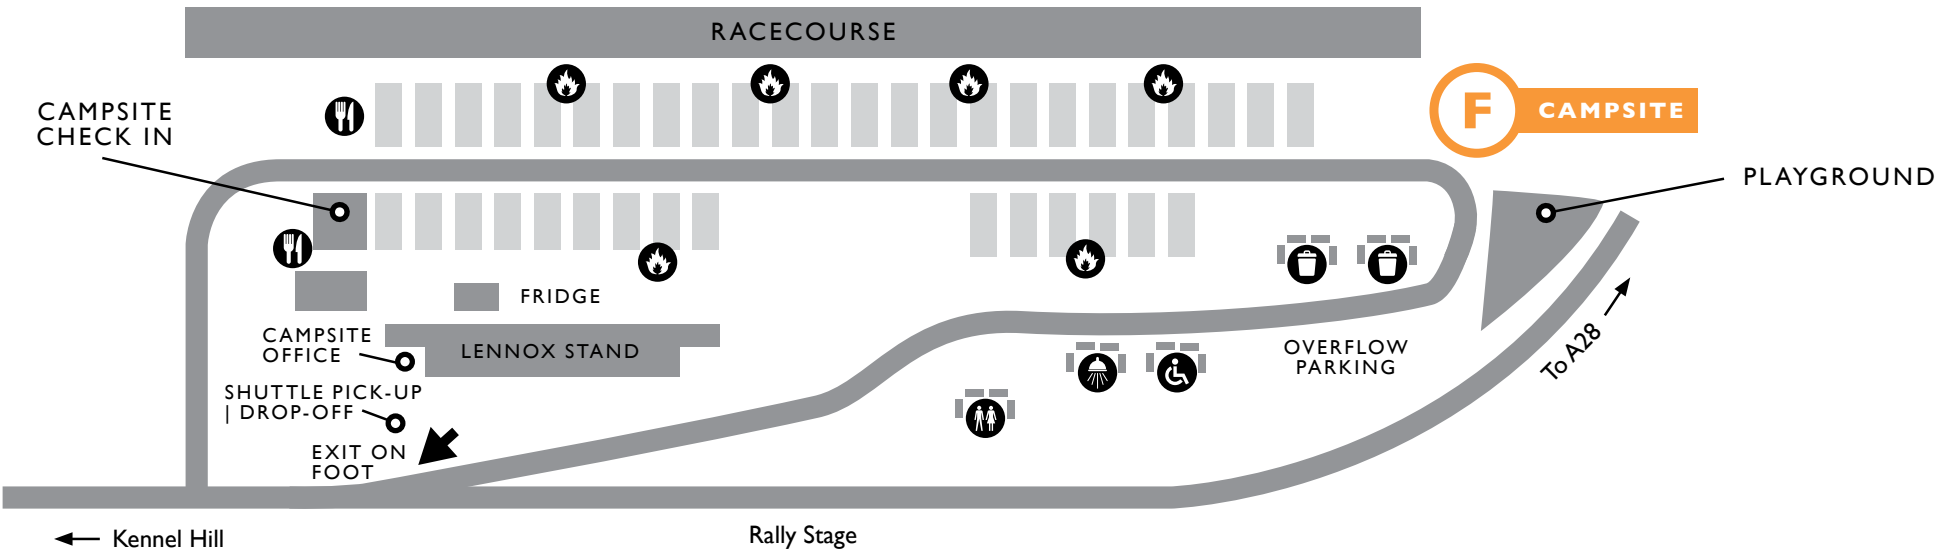 RACECOURSE
CAMPSITE
CHECK IN
F
CAMPSITE
PLAYGROUND
FRIDGE
CAMPSITE
OFFICE
LENNOX STAND
OVERFLOW
PARKING
To A28
SHUTTLE PICK-UP
| DROP-OFF
EXIT ON
FOOT
Kennel Hill
Rally Stage